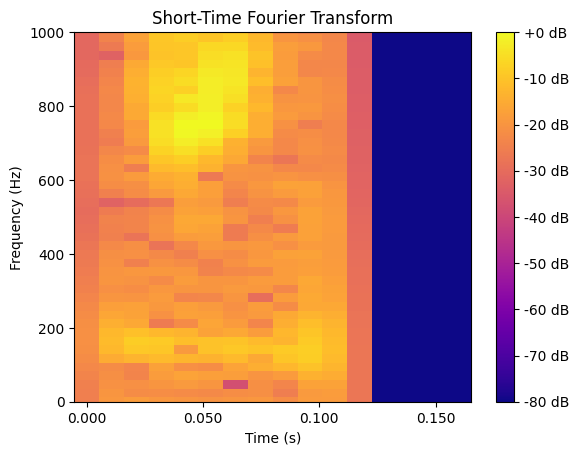 Short-Time Fourier Transform
Frequency (Hz)
1000
800
600
400
200
0
0.000
0.050
0.100
0.150
Time (s)
+0 dB
-10 dB
-20 dB
-30 dB
-40 dB
-50 dB
-60 dB
-70 dB
-80 dB